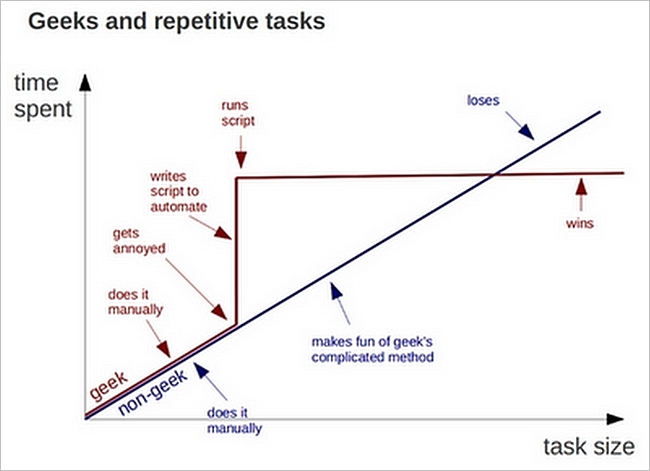 Geeks and repetitive tasks
time
spent
runs
script
loses
writes
script to
automate
gets
annoyed
wins
does it
manually
makes fun of geek's
complicated method
geek
non-geek
does it
manually
task size